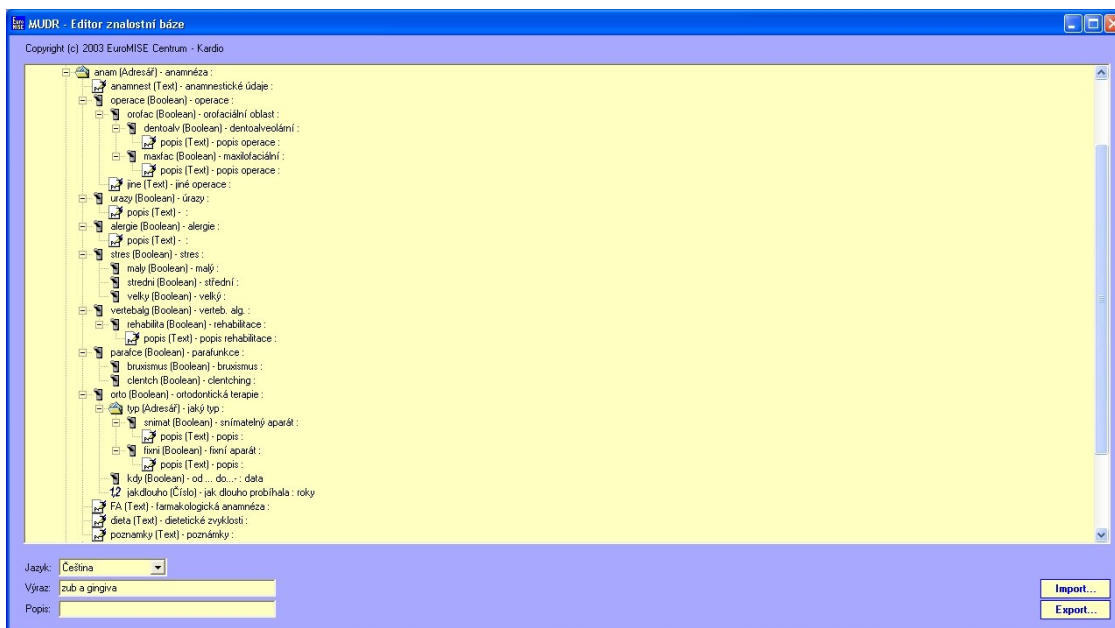 Euro MISE MUDR - Editor znalostní báze
Copyright (c) 2003 EuroMISE Centrum - Kardio
anam (Adresář) - anamnéza :
anamnest (Text) - anamnestické údaje :
operace (Boolean) - operace :
orofac (Boolean) - orofaciální oblast :
dentoalv (Boolean) - dentoalveolární :
popis (Text) - popis operace :
maxfac (Boolean) - maxilofaciální :
popis (Text) - popis operace :
jine (Text) - jiné operace :
urazy (Boolean) - úrazy :
popis (Text) - :
alergie (Boolean) - alergie :
popis (Text) - :
stres (Boolean) - stres :
maly (Boolean) - malý :
stredni (Boolean) - střední :
velky (Boolean) - velký :
vertebalg (Boolean) - verteb. alg. :
rehabilita (Boolean) - rehabilitace :
popis (Text) - popis rehabilitace :
parafce (Boolean) - parafunkce :
bruxismus (Boolean) - bruxismus :
clentch (Boolean) - clentching :
orto (Boolean) - ortodontická terapie :
typ (Adresář) - jaký typ :
snimat (Boolean) - snímatelný aparát :
popis (Text) - popis :
fixni (Boolean) - fixní aparát :
popis (Text) - popis :
kdy (Boolean) - od ... do...- : data
1,2 jakdlouho (Číslo) - jak dlouho probíhala : roky
FA (Text) - farmakologická anamnéza :
dieta (Text) - dietetické zvyklosti :
poznamky (Text) - poznámky :
Jazyk: Čeština
Výraz: zub a gingiva
Popis:
Import...
Export...